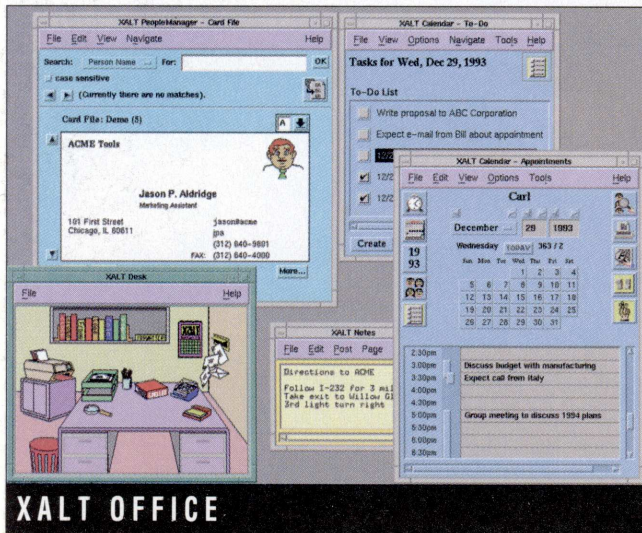 XALT PeopleManager - Card File
File Edit View Navigate Help
Search: Person Name For: OK
case sensitive
(Currently there are no matches).
Card File: Demo (5) A
ACME Tools
Jason P. Aldridge
Marketing Assistant
101 First Street jason@acme
Chicago, IL 60611 jpa
(312) 640-9801
FAX: (312) 640-4000
More...
XALT Calendar - To-Do
File Edit View Options Navigate Tools Help
Tasks for Wed, Dec 29, 1993
To-Do List
Write proposal to ABC Corporation
Expect e-mail from Bill about appointment
12/2
12/2
12/2
Create
XALT Calendar - Appointments
File Edit View Options Tools Help
Carl
December 29 1993
Wednesday TODAY 363 / 2
19
93
Sun Mon Tue Wed Thu Fri Sat
1 2 3 4
5 6 7 8 9 10 11
12 13 14 15 16 17 18
19 20 21 22 23 24 25
26 27 28 29 30 31
2:30pm
3:00pm Discuss budget with manufacturing
3:30pm Expect call from Italy
4:00pm
4:30pm
5:00pm Group meeting to discuss 1994 plans
5:30pm
6:00pm
6:30pm
XALT Desk
File Help
XALT Notes
File Edit Post Page
Directions to ACME
Follow I-232 for 3 mil
Take exit to Willow Gl
3rd light turn right
XALT OFFICE